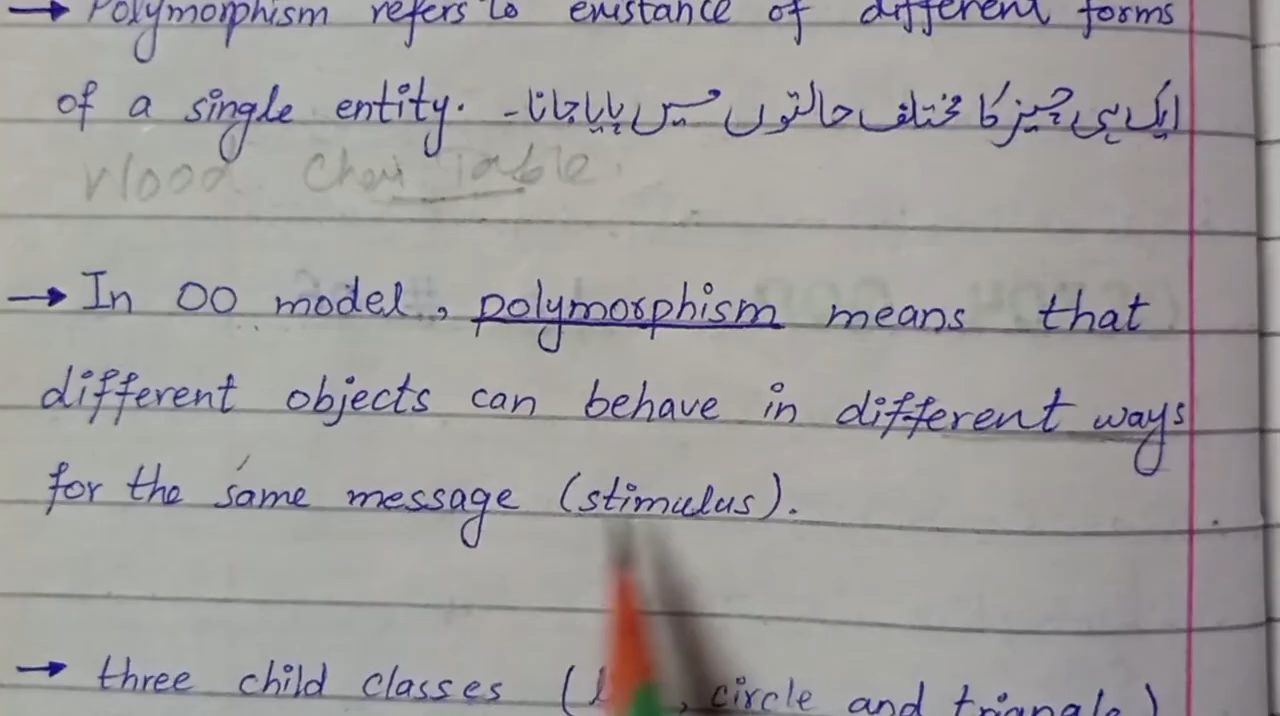 → Polymorphism refers to existance of different forms
of a single entity. ایک ہی چیز کا مختلف حالتوں میں پایا جانا۔
Table
→ In OO model, polymorphism means that
different objects can behave in different ways
for the same message (stimulus).
→ three child classes ( , circle and triangle)